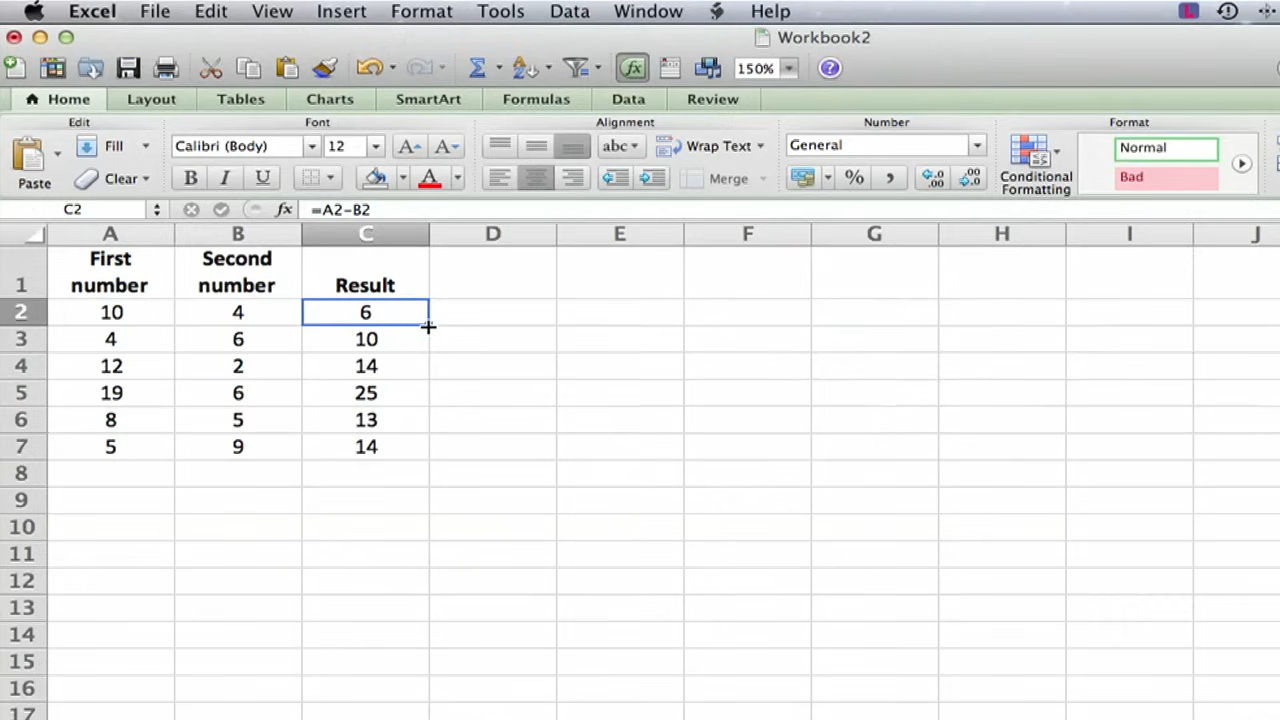 Excel File Edit View Insert Format Tools Data Window Help
Workbook2
150%
Home Layout Tables Charts SmartArt Formulas Data Review
Edit Font Alignment Number Format
Fill Calibri (Body) 12 A A abc Wrap Text General Normal
Paste Clear B I U A Merge % , .00 .0 .0 .00 Conditional Formatting Bad
C2 fx =A2-B2
A B C D E F G H I J
1 First number Second number Result
2 10 4 6
3 4 6 10
4 12 2 14
5 19 6 25
6 8 5 13
7 5 9 14
8
9
10
11
12
13
14
15
16
17